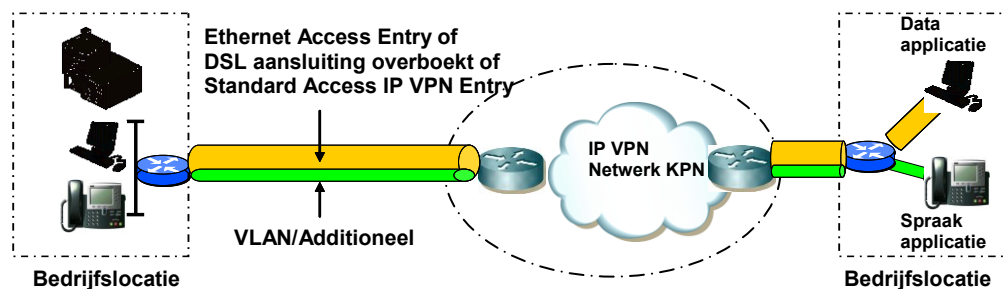 Ethernet Access Entry of
DSL aansluiting overboekt of
Standard Access IP VPN Entry
VLAN/Additioneel
Bedrijfslocatie
IP VPN
Netwerk KPN
Data
applicatie
Spraak
applicatie
Bedrijfslocatie